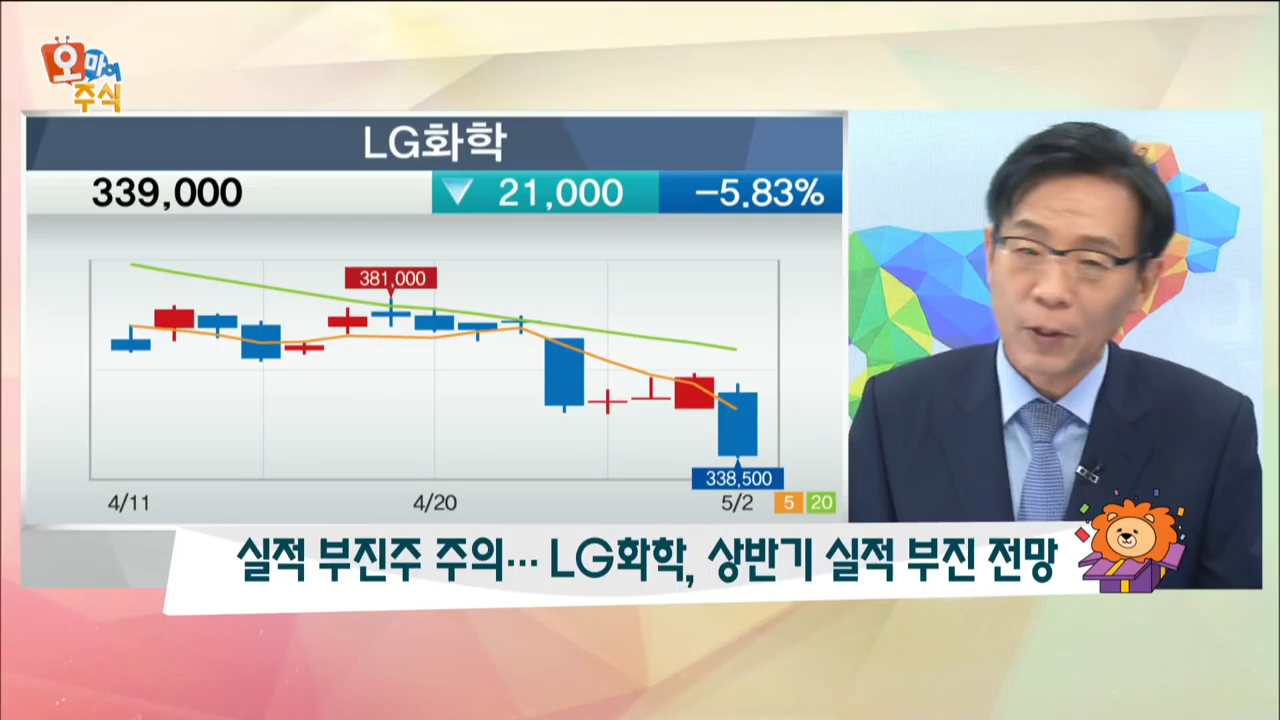 오마이
주식
LG화학
339,000
▼ 21,000
-5.83%
381,000
338,500
4/11
4/20
5/2
5
20
실적 부진주 주의… LG화학, 상반기 실적 부진 전망